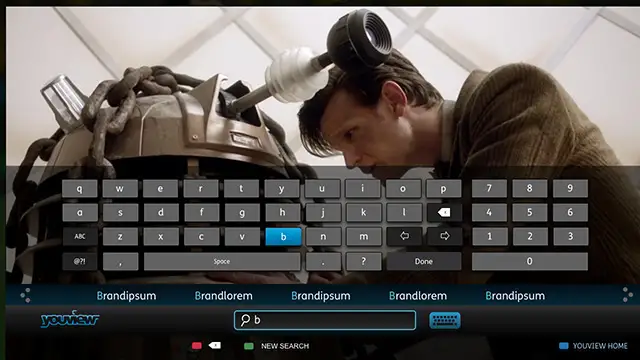 q w e r t y u i o p 7 8 9
a s d f g h j k l 4 5 6
ABC z x c v b n m 1 2 3
@?! , Space . ? Done 0
Brandipsum Brandlorem Brandipsum Brandlorem Brandipsum
youview b
NEW SEARCH YOUVIEW HOME